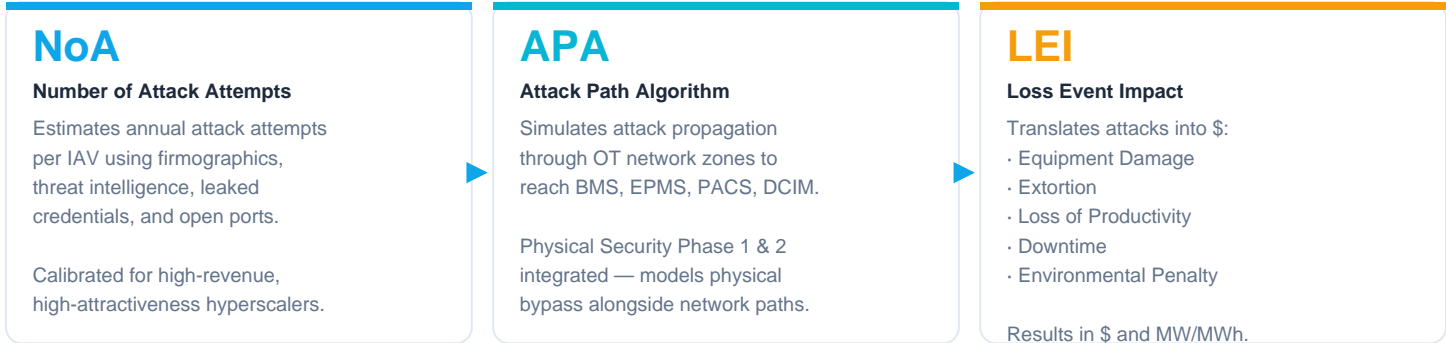 NoA
Number of Attack Attempts
Estimates annual attack attempts
per IAV using firmographics,
threat intelligence, leaked
credentials, and open ports.
Calibrated for high-revenue,
high-attractiveness hyperscalers.
APA
Attack Path Algorithm
Simulates attack propagation
through OT network zones to
reach BMS, EPMS, PACS, DCIM.
Physical Security Phase 1 & 2
integrated — models physical
bypass alongside network paths.
LEI
Loss Event Impact
Translates attacks into $:
· Equipment Damage
· Extortion
· Loss of Productivity
· Downtime
· Environmental Penalty
Results in $ and MW/MWh.